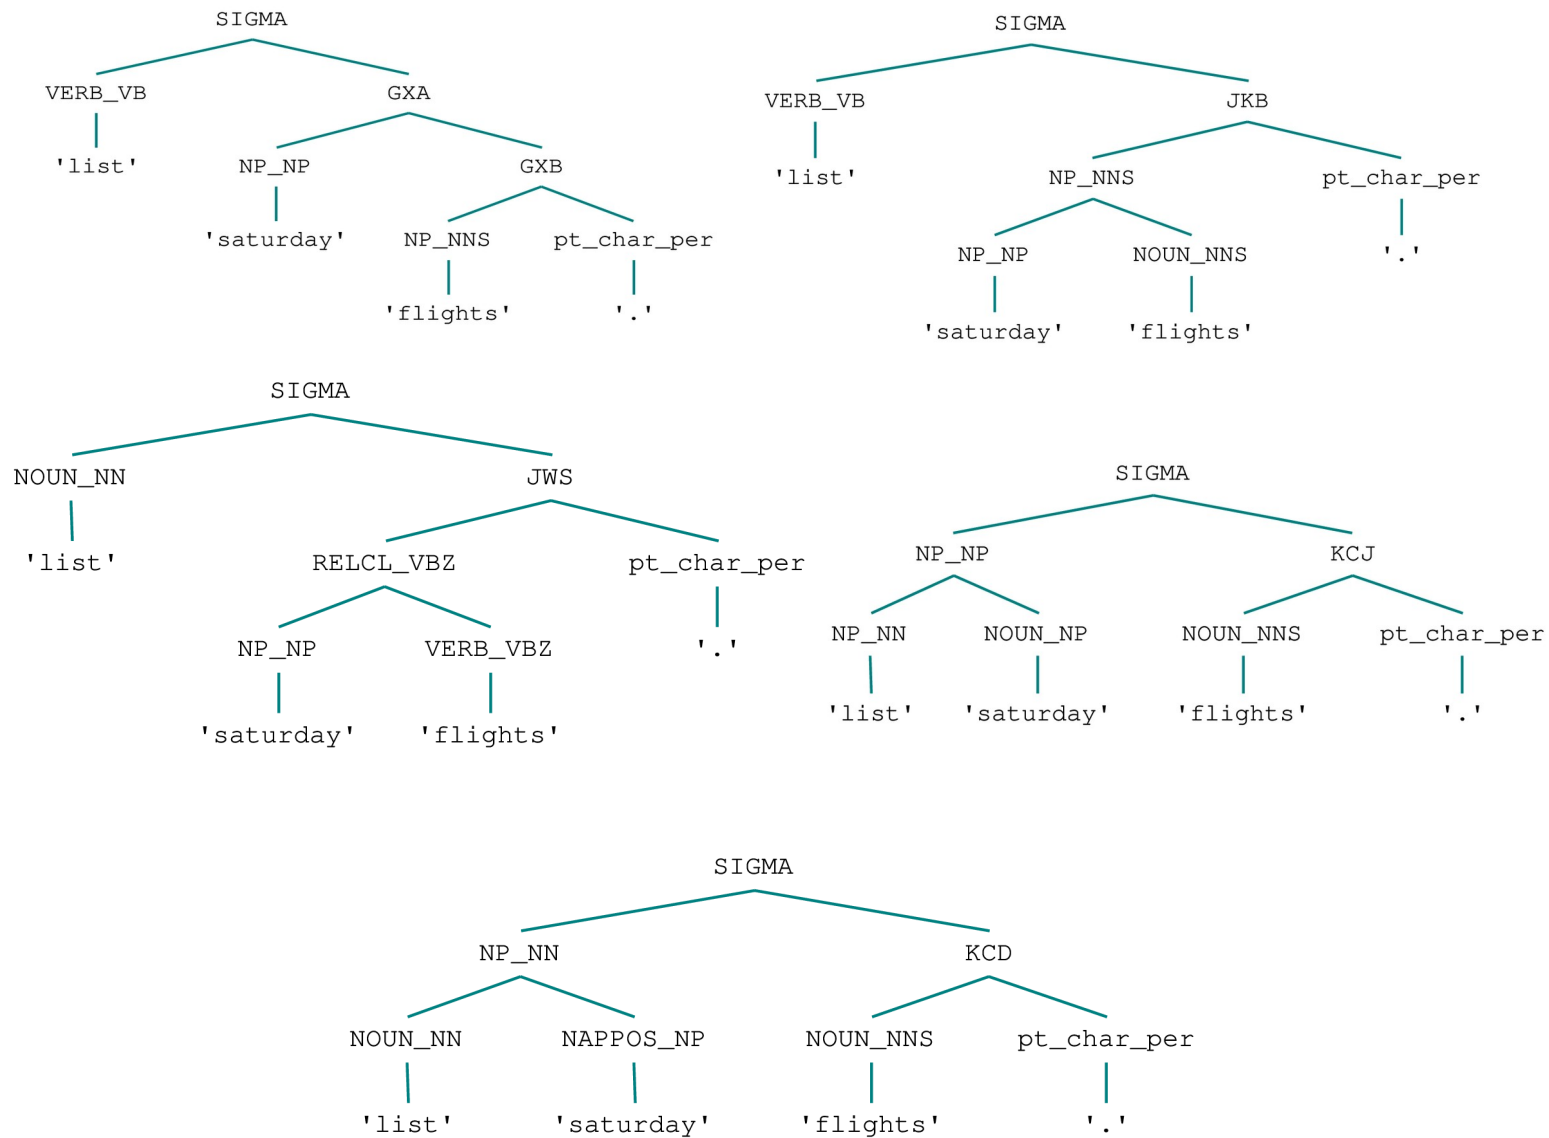 SIGMA
VERB_VB GXA
'list' NP_NP GXB
'saturday' NP_NNS pt_char_per
'flights' '.'
SIGMA
VERB_VB JKB
'list' NP_NNS pt_char_per
NP_NP NOUN_NNS '.'
'saturday' 'flights'
SIGMA
NOUN_NN JWS
'list' RELCL_VBZ pt_char_per
NP_NP VERB_VBZ '.'
'saturday' 'flights'
SIGMA
NP_NP KCJ
NP_NN NOUN_NP NOUN_NNS pt_char_per
'list' 'saturday' 'flights' '.'
SIGMA
NP_NN KCD
NOUN_NN NAPPOS_NP NOUN_NNS pt_char_per
'list' 'saturday' 'flights' '.'